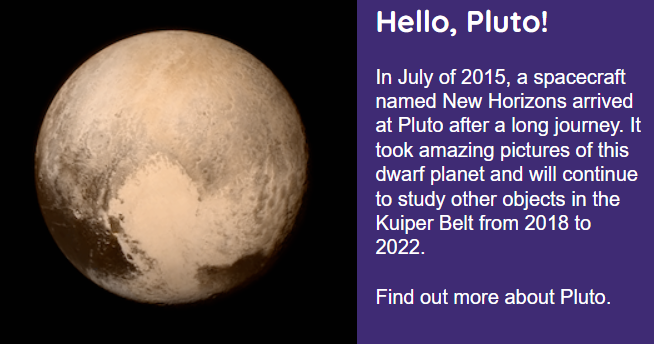 Hello, Pluto!
In July of 2015, a spacecraft
named New Horizons arrived
at Pluto after a long journey. It
took amazing pictures of this
dwarf planet and will continue
to study other objects in the
Kuiper Belt from 2018 to
2022.
Find out more about Pluto.